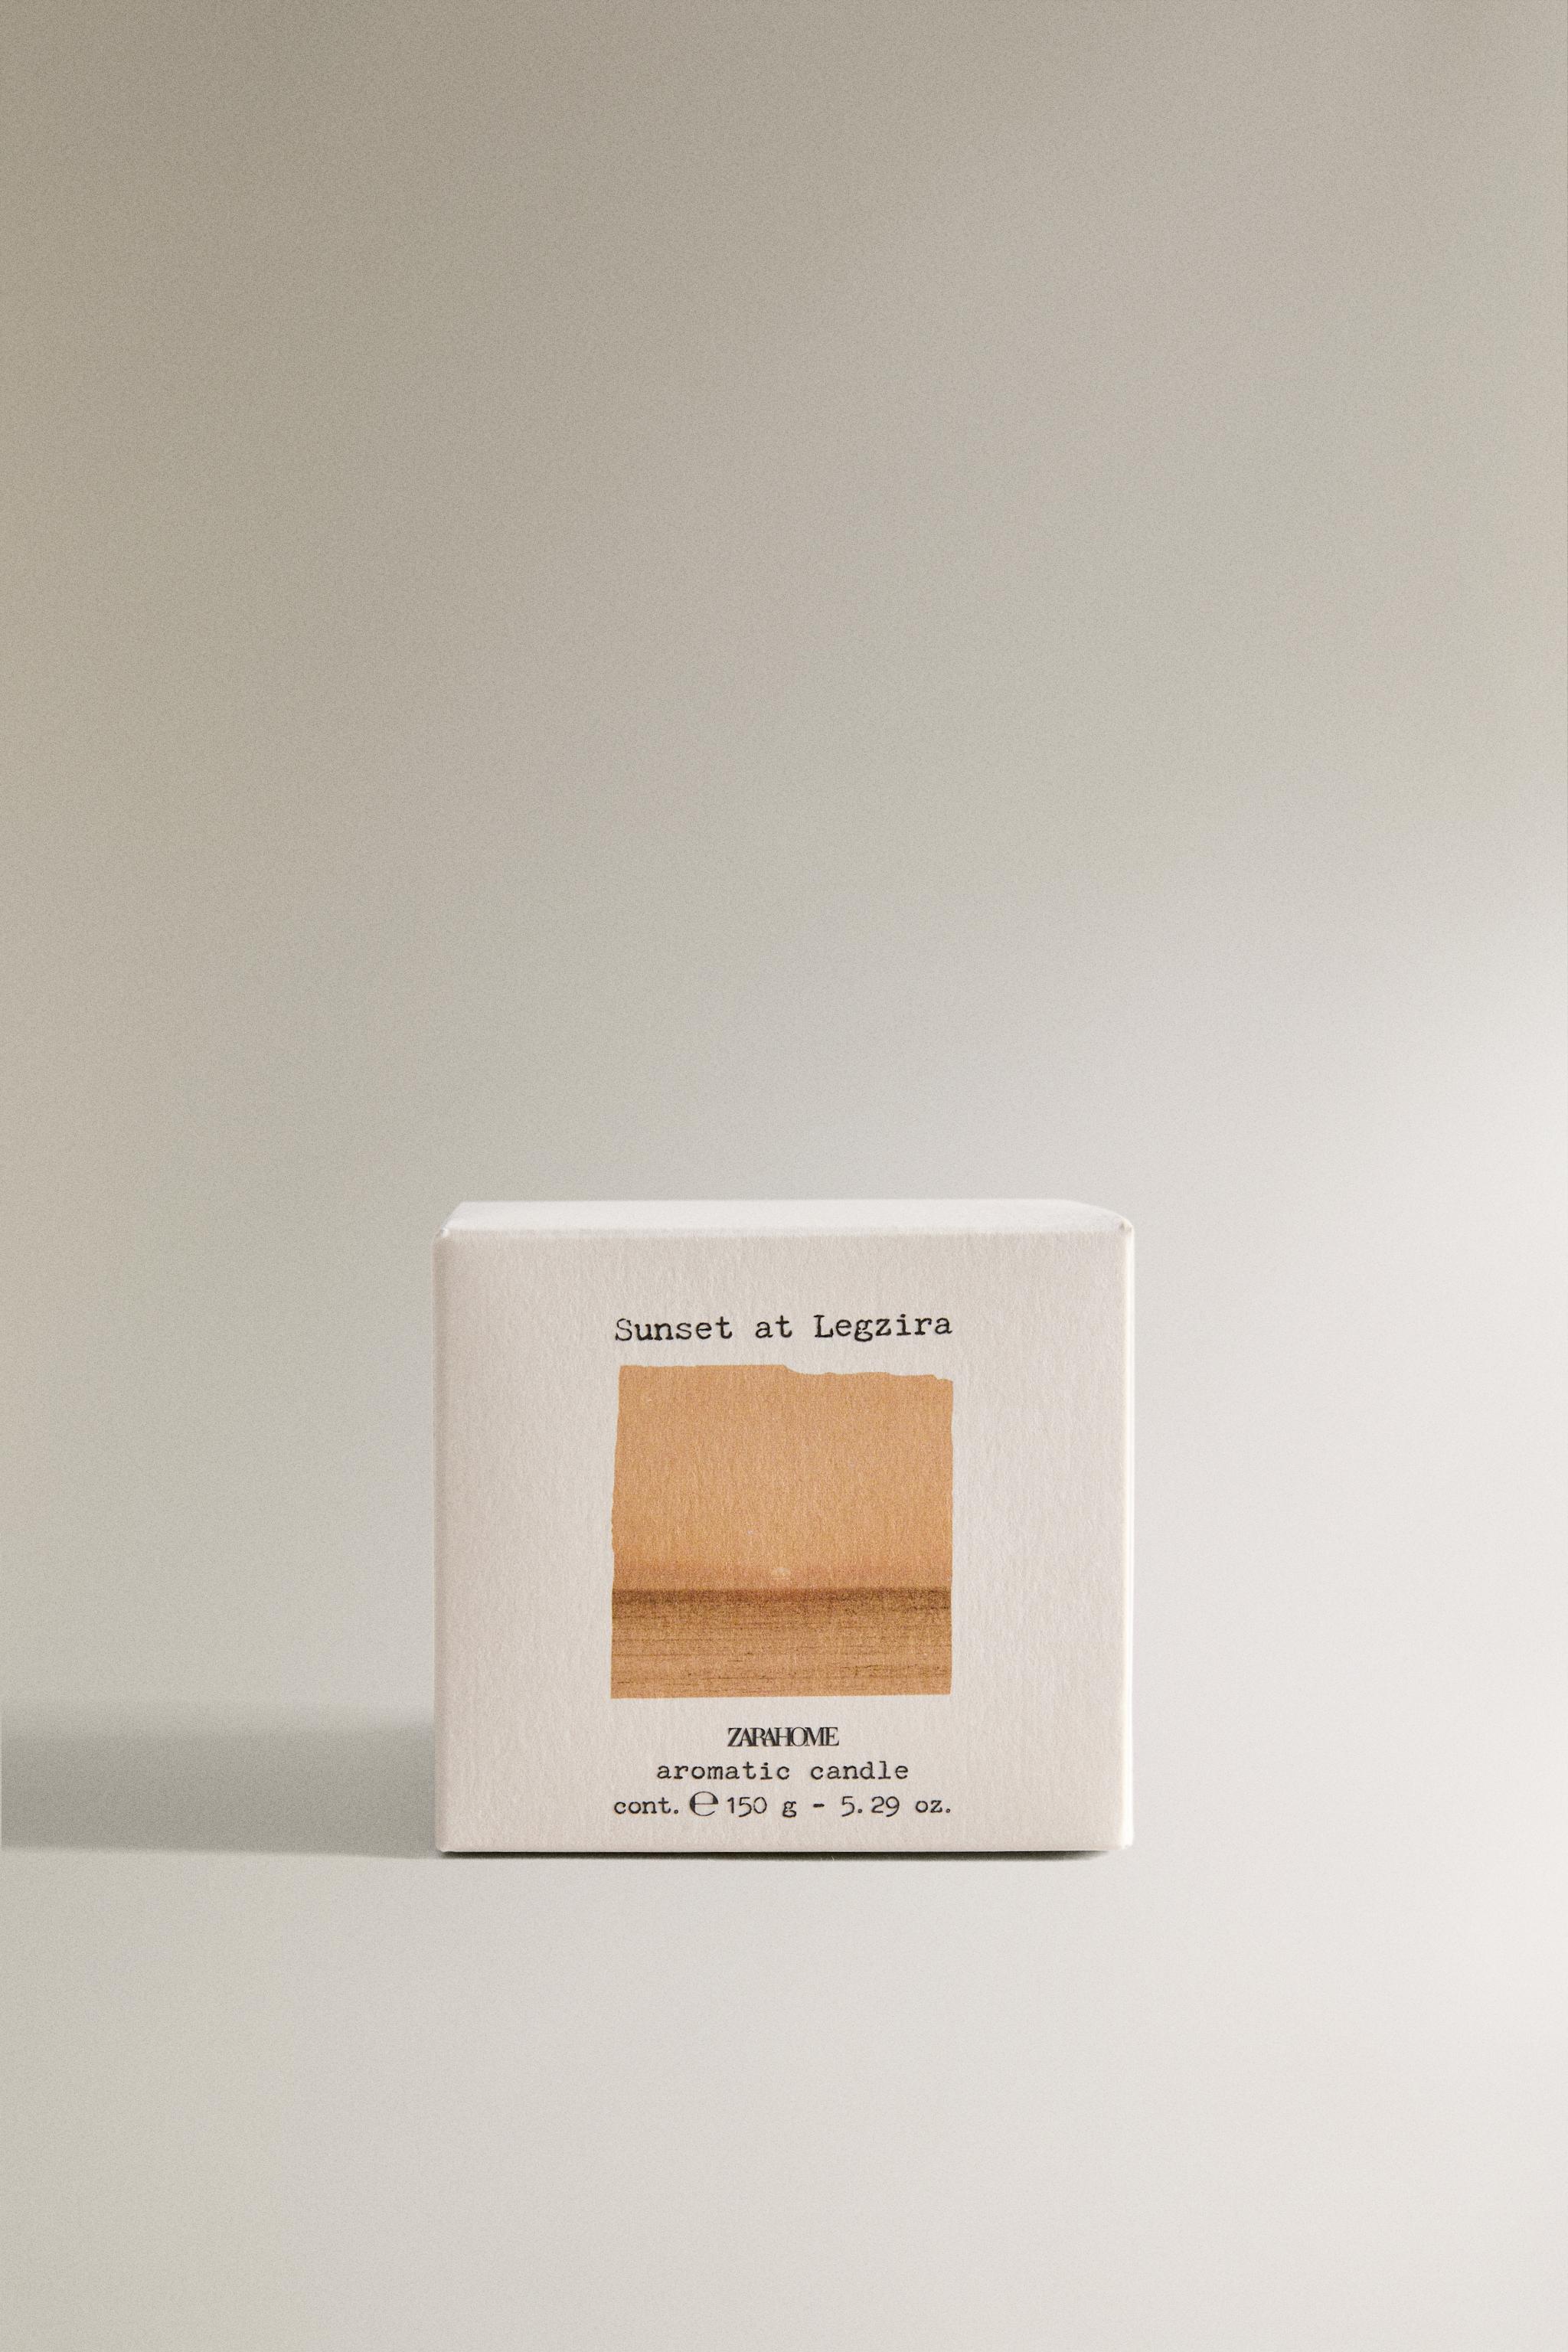 Sunset at Legzira
ZARAHOME
aromatic candle
cont. ℮ 150 g - 5.29 oz.